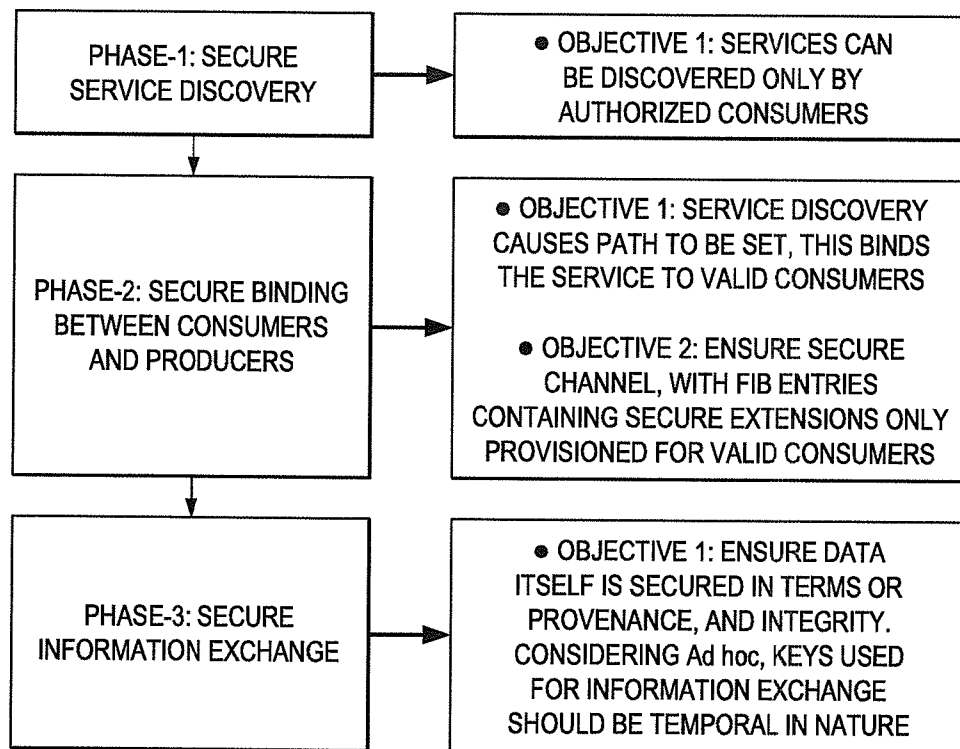 PHASE-1: SECURE
SERVICE DISCOVERY
● OBJECTIVE 1: SERVICES CAN
BE DISCOVERED ONLY BY
AUTHORIZED CONSUMERS
PHASE-2: SECURE BINDING
BETWEEN CONSUMERS
AND PRODUCERS
● OBJECTIVE 1: SERVICE DISCOVERY
CAUSES PATH TO BE SET, THIS BINDS
THE SERVICE TO VALID CONSUMERS
● OBJECTIVE 2: ENSURE SECURE
CHANNEL, WITH FIB ENTRIES
CONTAINING SECURE EXTENSIONS ONLY
PROVISIONED FOR VALID CONSUMERS
PHASE-3: SECURE
INFORMATION EXCHANGE
● OBJECTIVE 1: ENSURE DATA
ITSELF IS SECURED IN TERMS OR
PROVENANCE, AND INTEGRITY.
CONSIDERING Ad hoc, KEYS USED
FOR INFORMATION EXCHANGE
SHOULD BE TEMPORAL IN NATURE